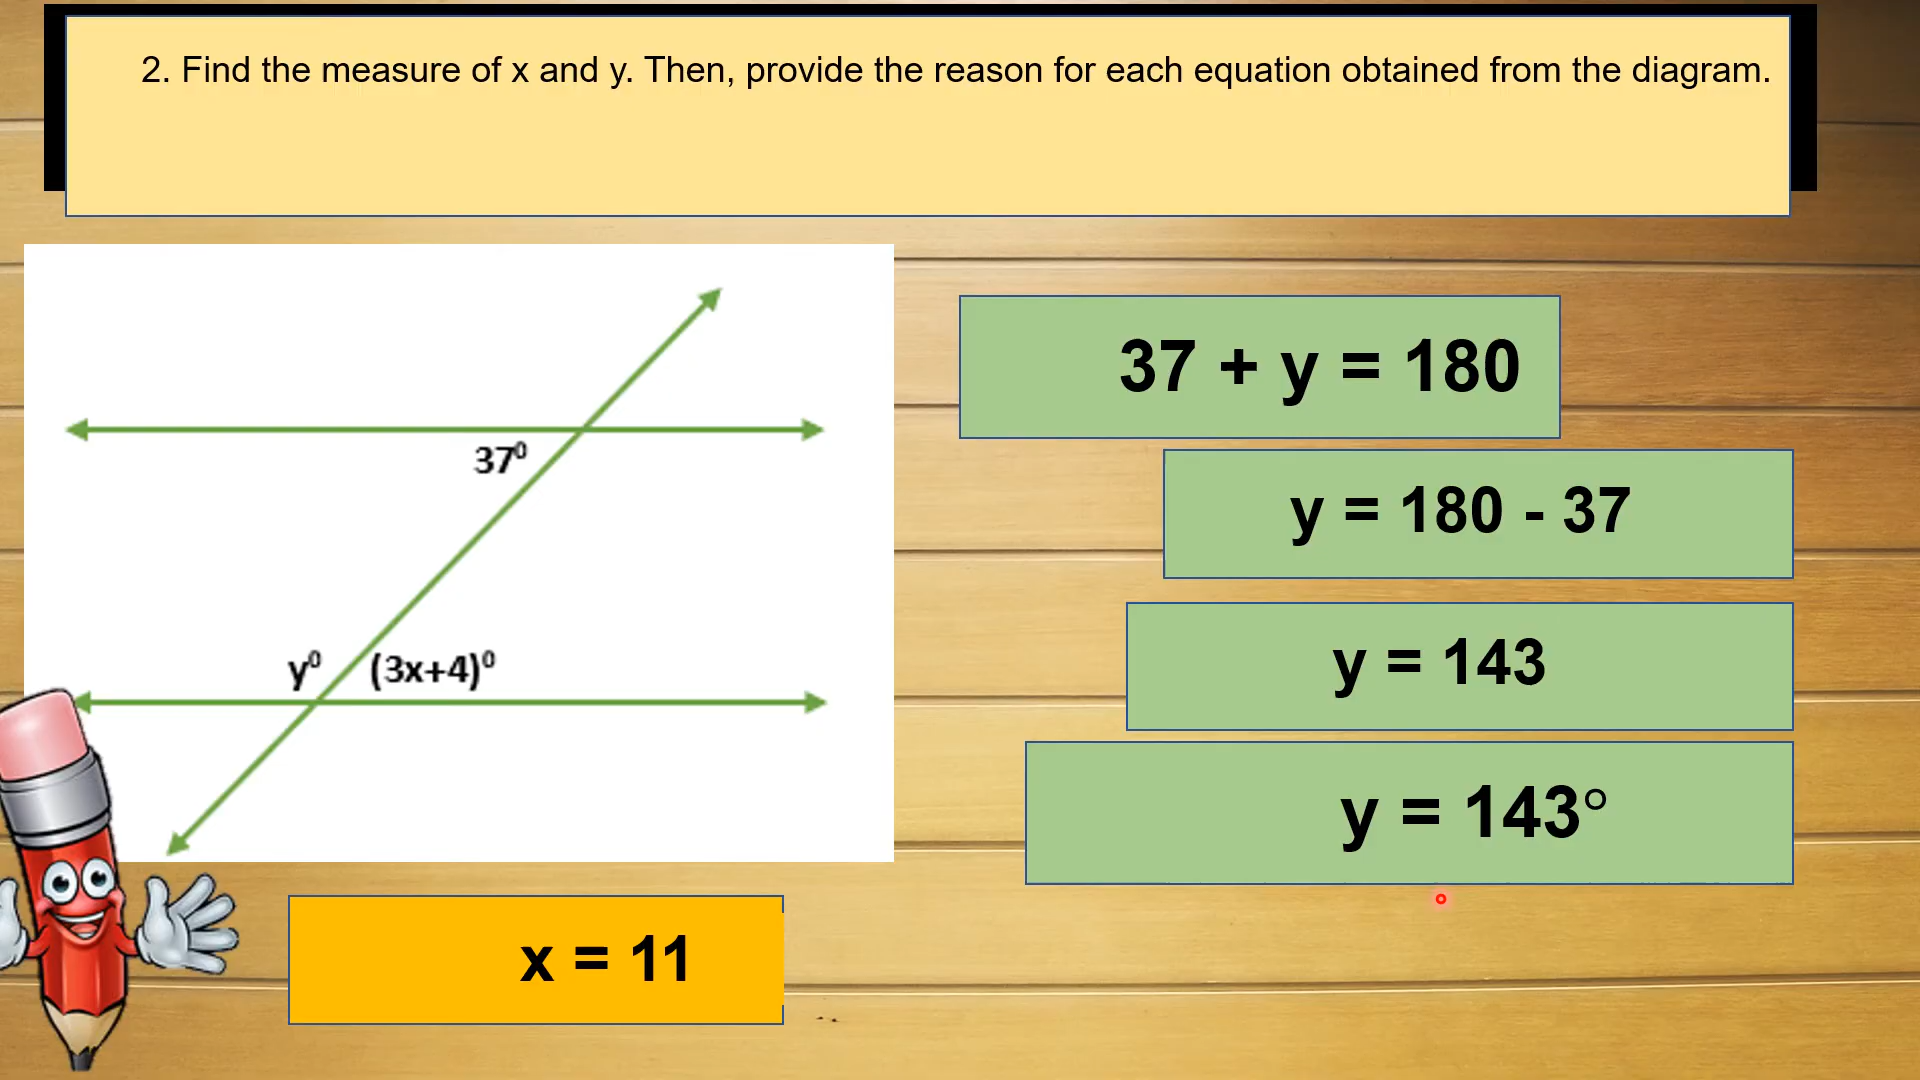 2. Find the measure of x and y. Then, provide the reason for each equation obtained from the diagram.
37⁰
y⁰ (3x+4)⁰
37 + y = 180
y = 180 - 37
y = 143
y = 143°
x = 11